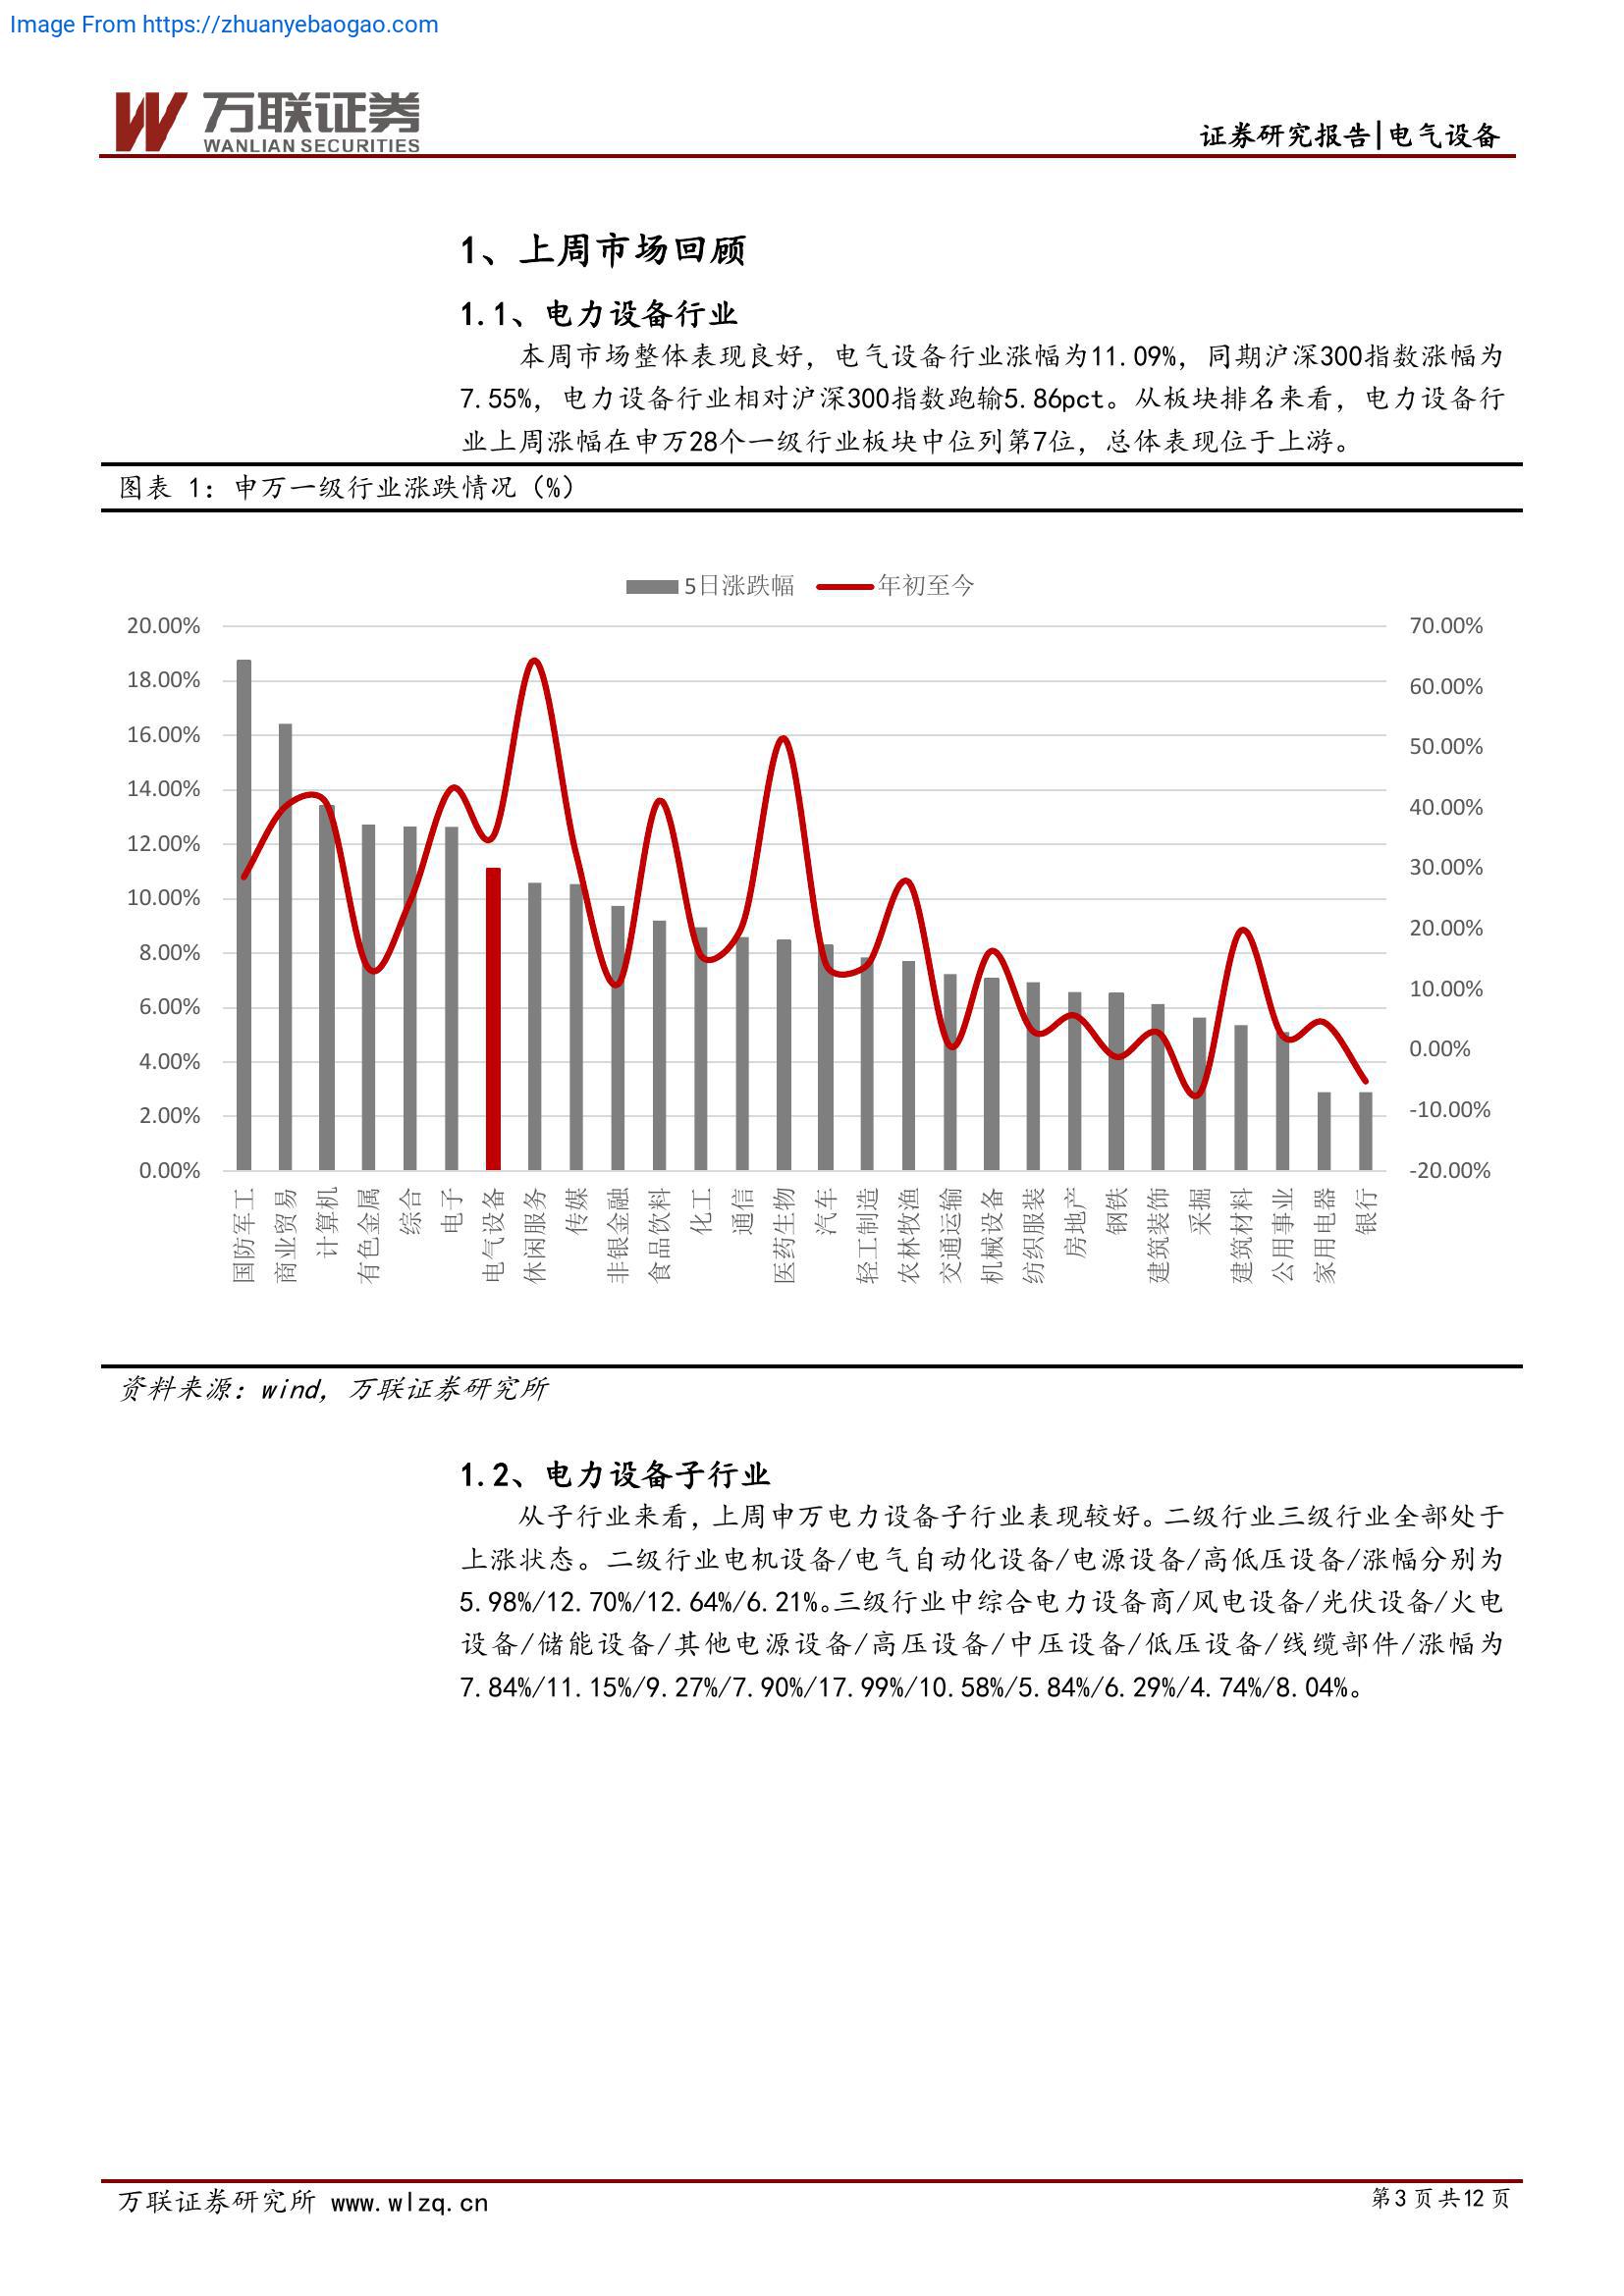 Image From https://zhuanyebaogao.com
万联证券
WANLIAN SECURITIES
证券研究报告|电气设备
1、上周市场回顾
1.1、电力设备行业
本周市场整体表现良好，电气设备行业涨幅为11.09%，同期沪深300指数涨幅为
7.55%，电力设备行业相对沪深300指数跑输5.86pct。从板块排名来看，电力设备行
业上周涨幅在申万28个一级行业板块中位列第7位，总体表现位于上游。
图表 1：申万一级行业涨跌情况（%）
5日涨跌幅 年初至今
20.00% 70.00%
18.00% 60.00%
16.00% 50.00%
14.00% 40.00%
12.00% 30.00%
10.00% 20.00%
8.00% 10.00%
6.00% 0.00%
4.00% -10.00%
2.00% -20.00%
0.00%
国防军工
商业贸易
计算机
有色金属
综合
电子
电气设备
休闲服务
传媒
非银金融
食品饮料
化工
通信
医药生物
汽车
轻工制造
农林牧渔
交通运输
机械设备
纺织服装
房地产
钢铁
建筑装饰
采掘
建筑材料
公用事业
家用电器
银行
资料来源：wind，万联证券研究所
1.2、电力设备子行业
从子行业来看，上周申万电力设备子行业表现较好。二级行业三级行业全部处于
上涨状态。二级行业电机设备/电气自动化设备/电源设备/高低压设备/涨幅分别为
5.98%/12.70%/12.64%/6.21%。三级行业中综合电力设备商/风电设备/光伏设备/火电
设备/储能设备/其他电源设备/高压设备/中压设备/低压设备/线缆部件/涨幅为
7.84%/11.15%/9.27%/7.90%/17.99%/10.58%/5.84%/6.29%/4.74%/8.04%。
万联证券研究所 www.wlzq.cn
第3页共12页